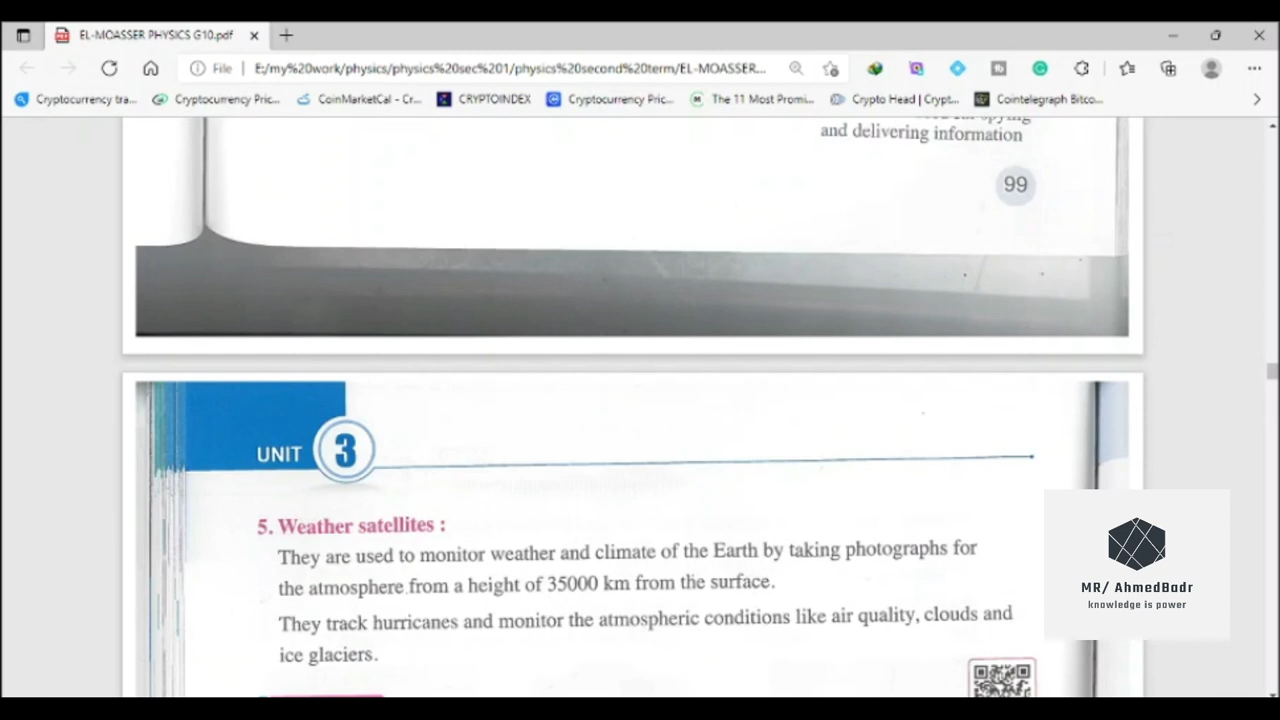 EL-MOASSER PHYSICS G10.pdf
File
E:/my%20work/physics/physics%20sec%201/physics%20second%20term/EL-MOASSER...
Cryptocurrency tra...
Cryptocurrency Pric...
CoinMarketCal - Cr...
CRYPTOINDEX
Cryptocurrency Pric...
The 11 Most Promi...
Crypto Head | Crypt...
Cointelegraph Bitco...
spying
and delivering information
99
UNIT 3
5. Weather satellites :
They are used to monitor weather and climate of the Earth by taking photographs for
the atmosphere from a height of 35000 km from the surface.
They track hurricanes and monitor the atmospheric conditions like air quality, clouds and
ice glaciers.
MR/ AhmedBadr
knowledge is power